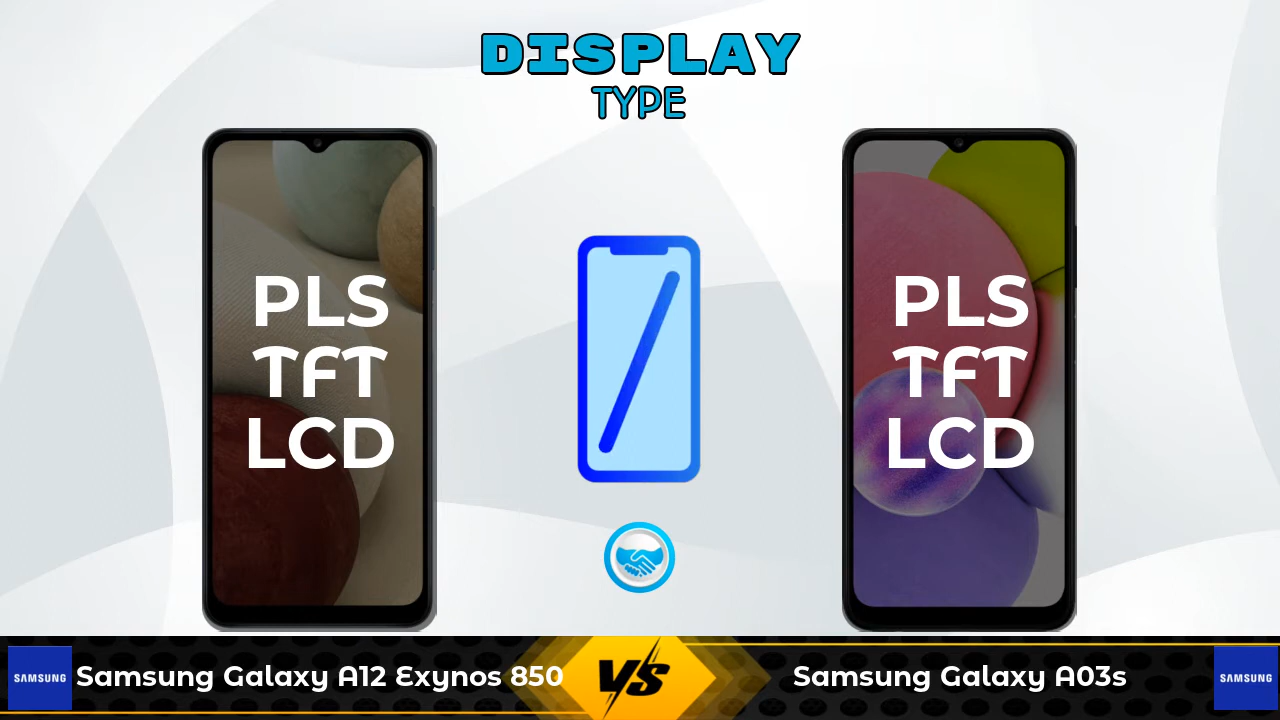 DISPLAY
TYPE
PLS
TFT
LCD
PLS
TFT
LCD
SAMSUNG
Samsung Galaxy A12 Exynos 850
VS
Samsung Galaxy A03s
SAMSUNG